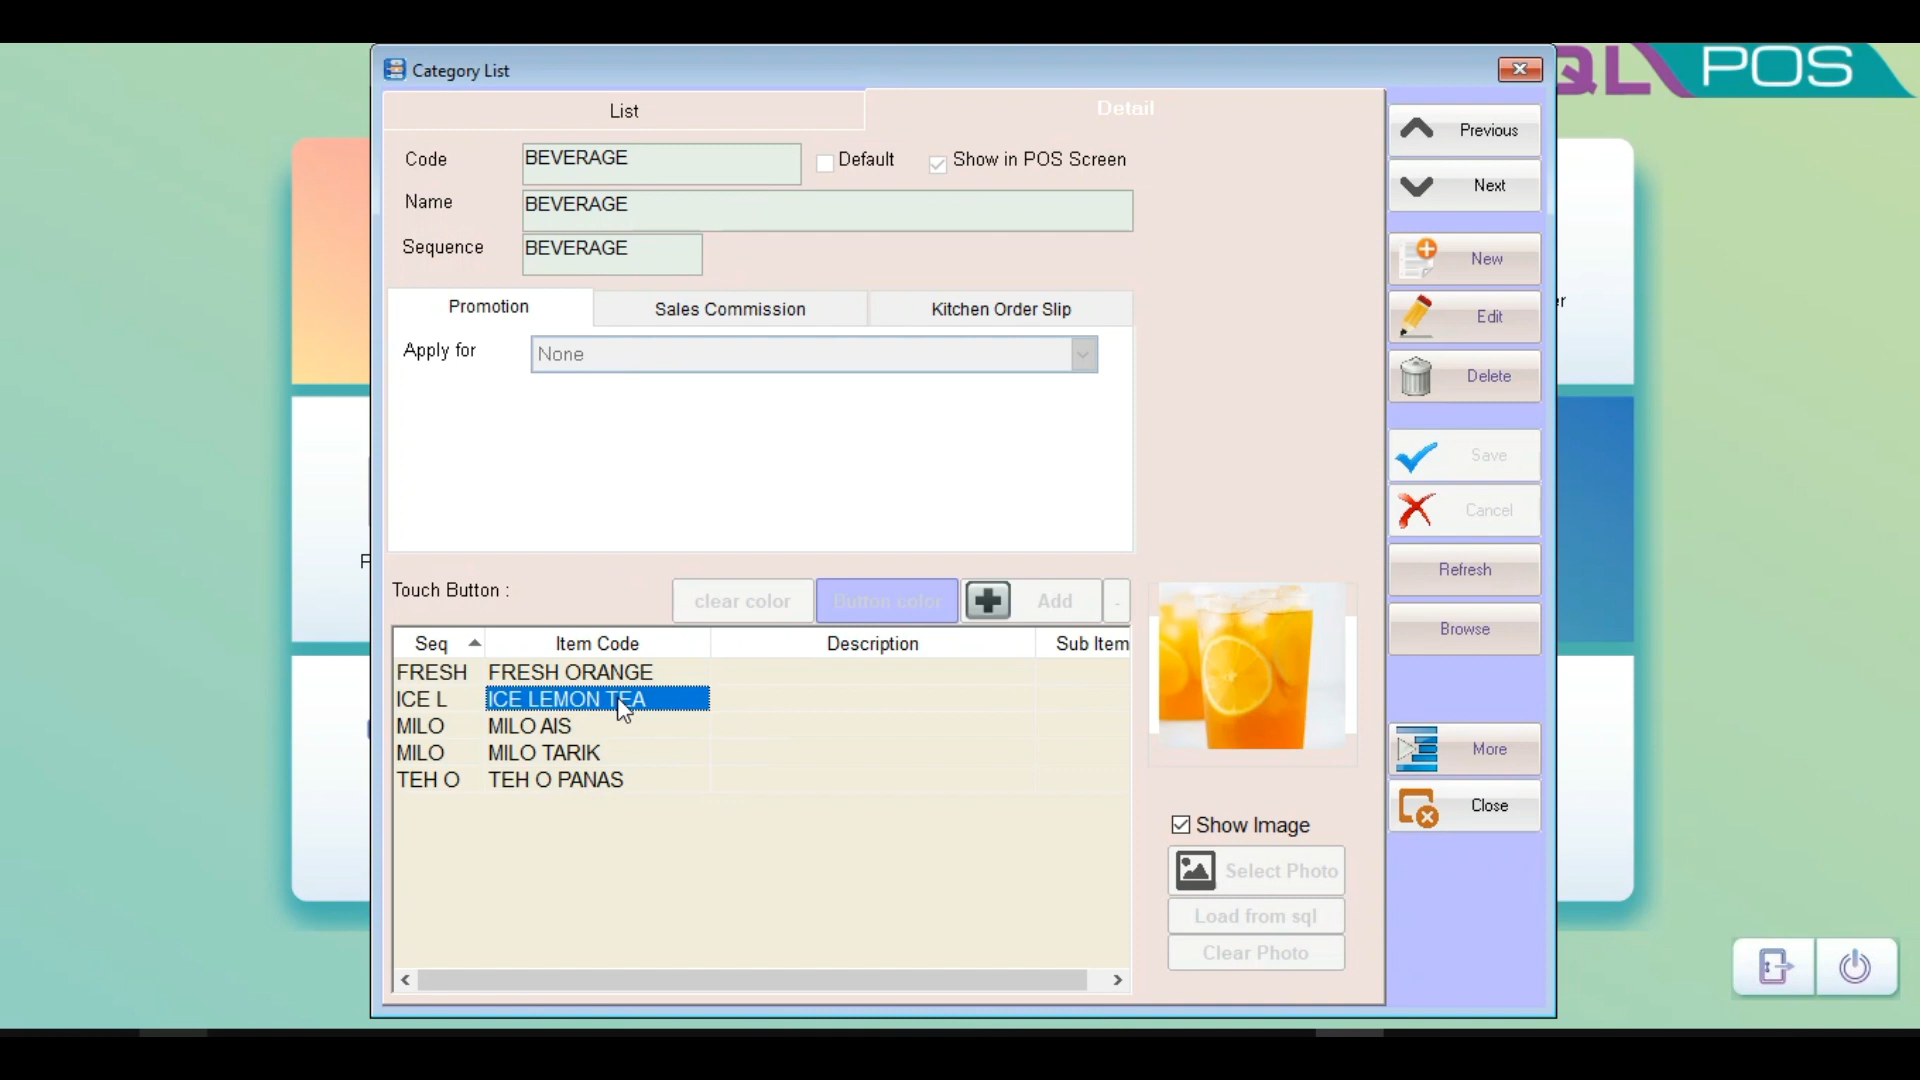 Category List
QL POS
List
Detail
Code
BEVERAGE
Default
Show in POS Screen
Name
BEVERAGE
Sequence
BEVERAGE
Promotion
Sales Commission
Kitchen Order Slip
Apply for
None
Touch Button :
clear color
Button color
Add
-
Seq
Item Code
Description
Sub Item
FRESH
FRESH ORANGE
ICE L
ICE LEMON TEA
MILO
MILO AIS
MILO
MILO TARIK
TEH O
TEH O PANAS
Show Image
Select Photo
Load from sql
Clear Photo
Previous
Next
New
Edit
Delete
Save
Cancel
Refresh
Browse
More
Close
F
er